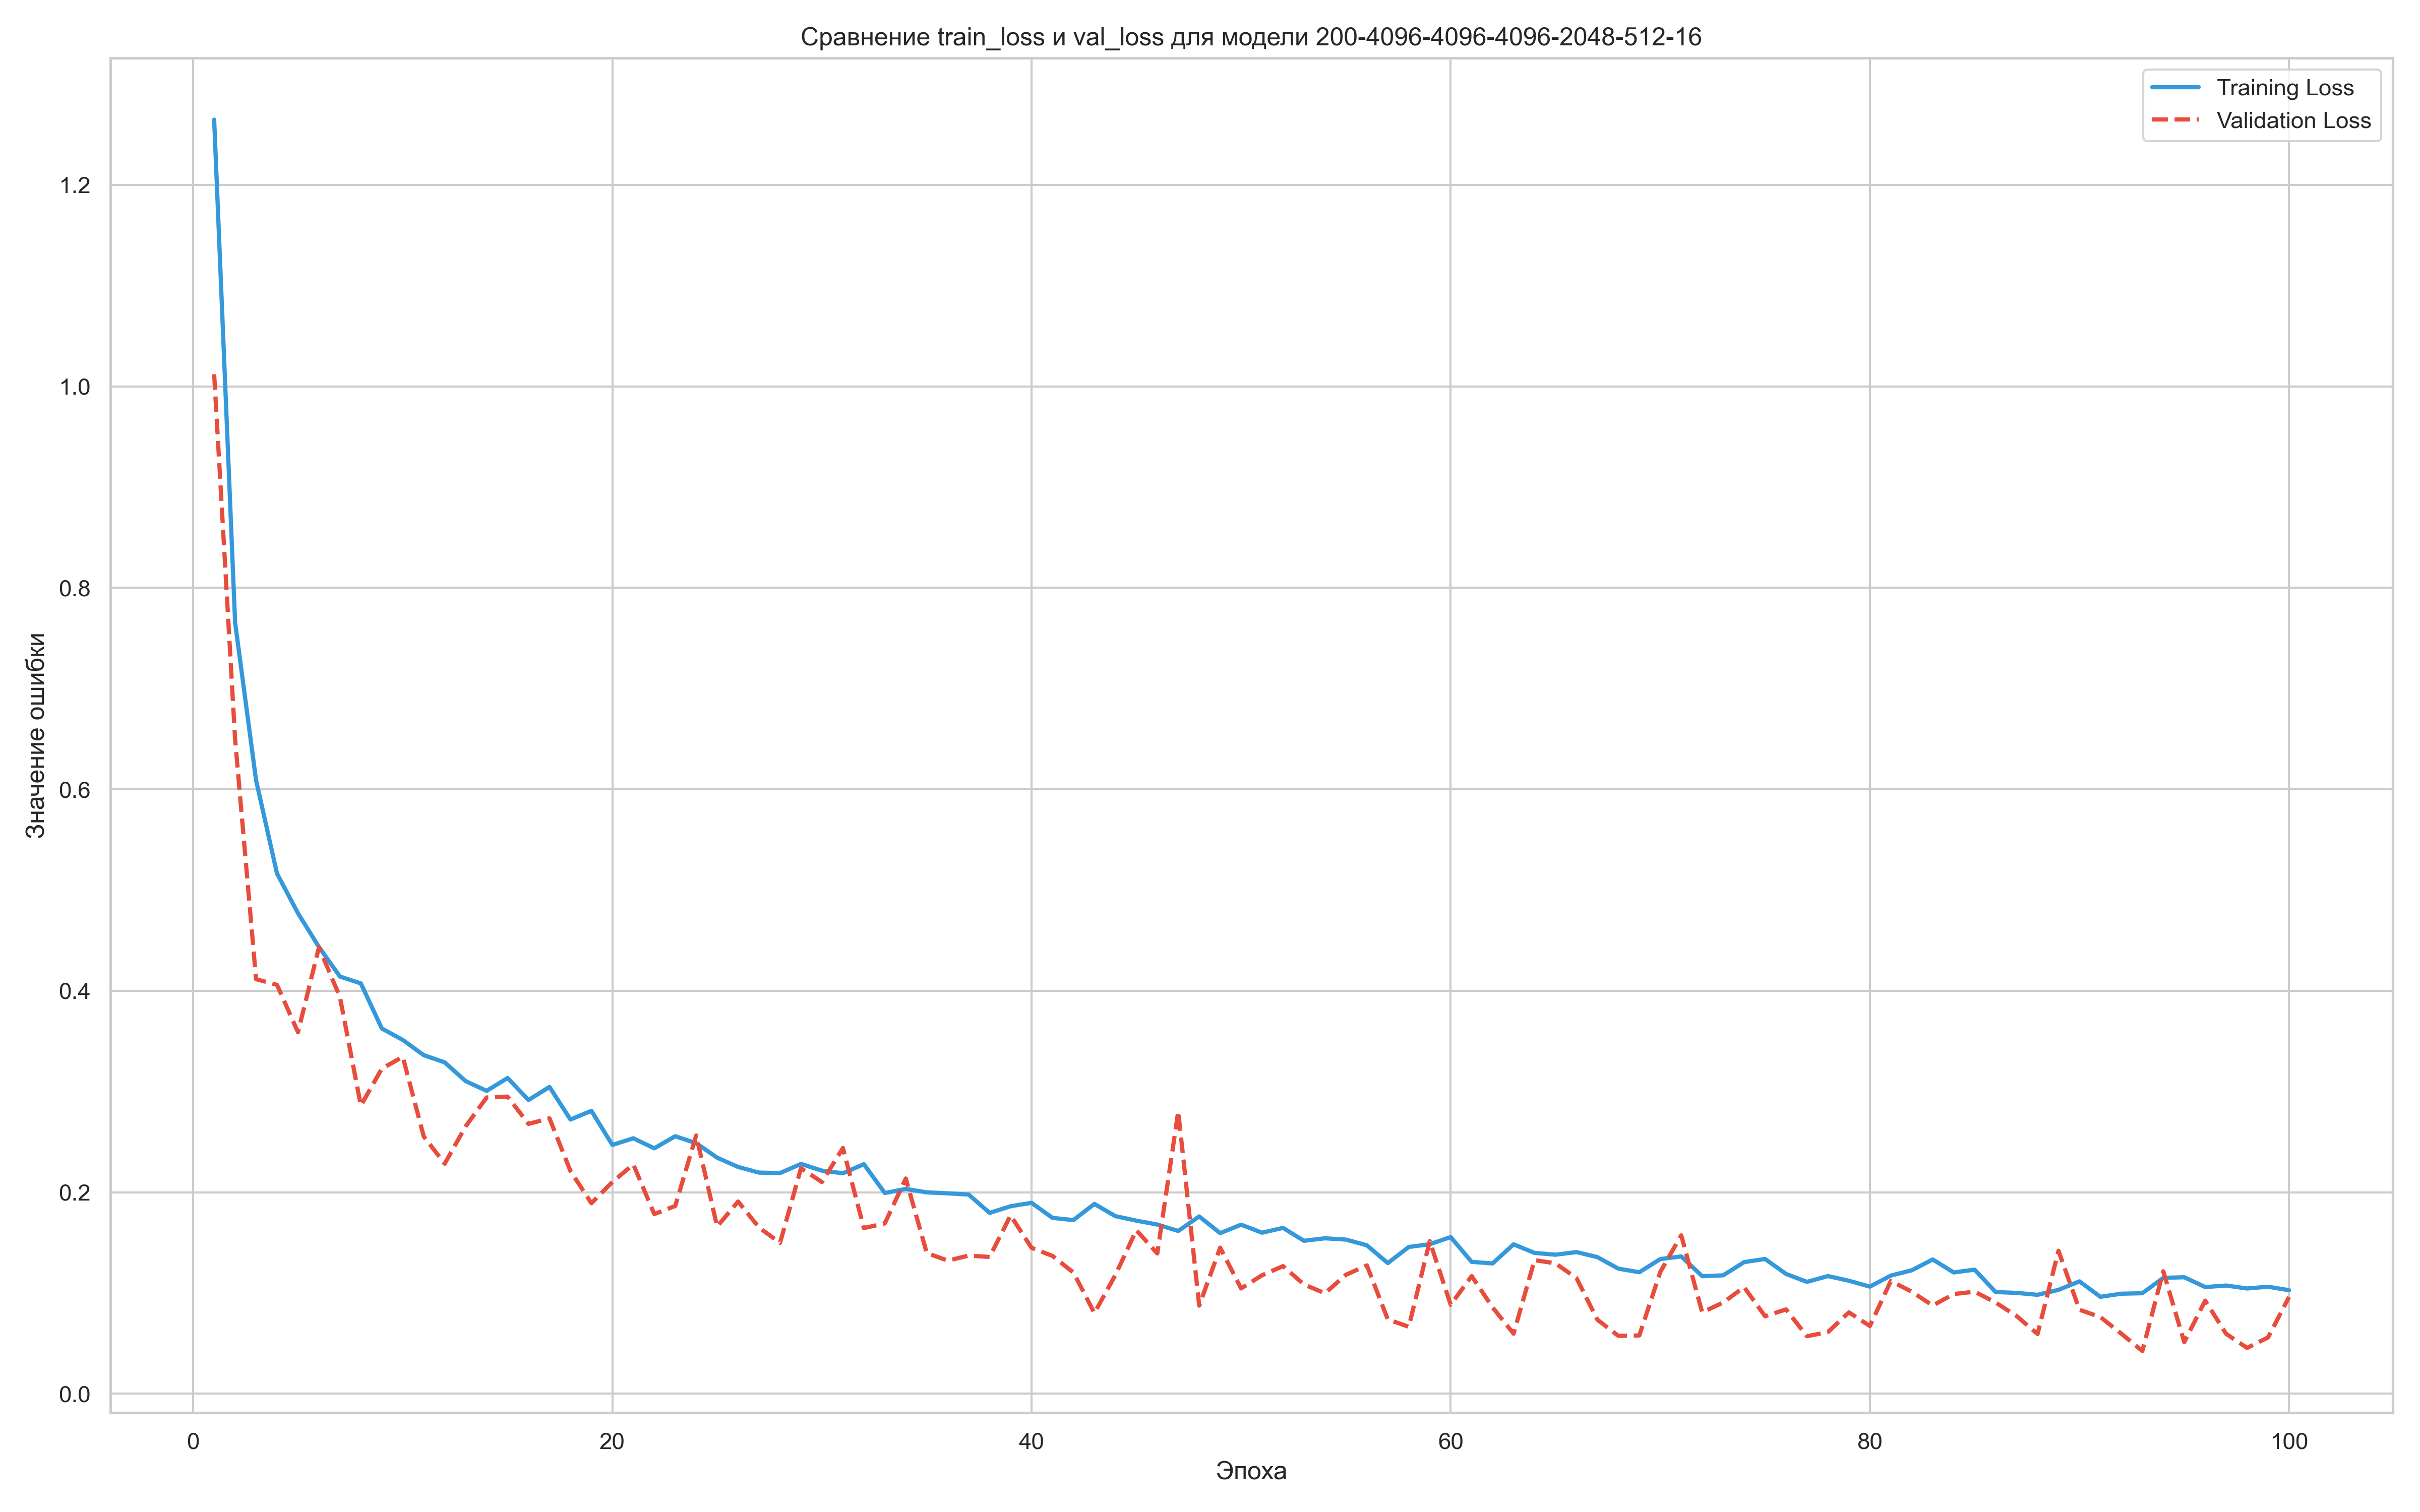 Сравнение train_loss и val_loss для модели 200-4096-4096-4096-2048-512-16
Training Loss
Validation Loss
Значение ошибки
1.2
1.0
0.8
0.6
0.4
0.2
0.0
0 20 40 60 80 100
Эпоха